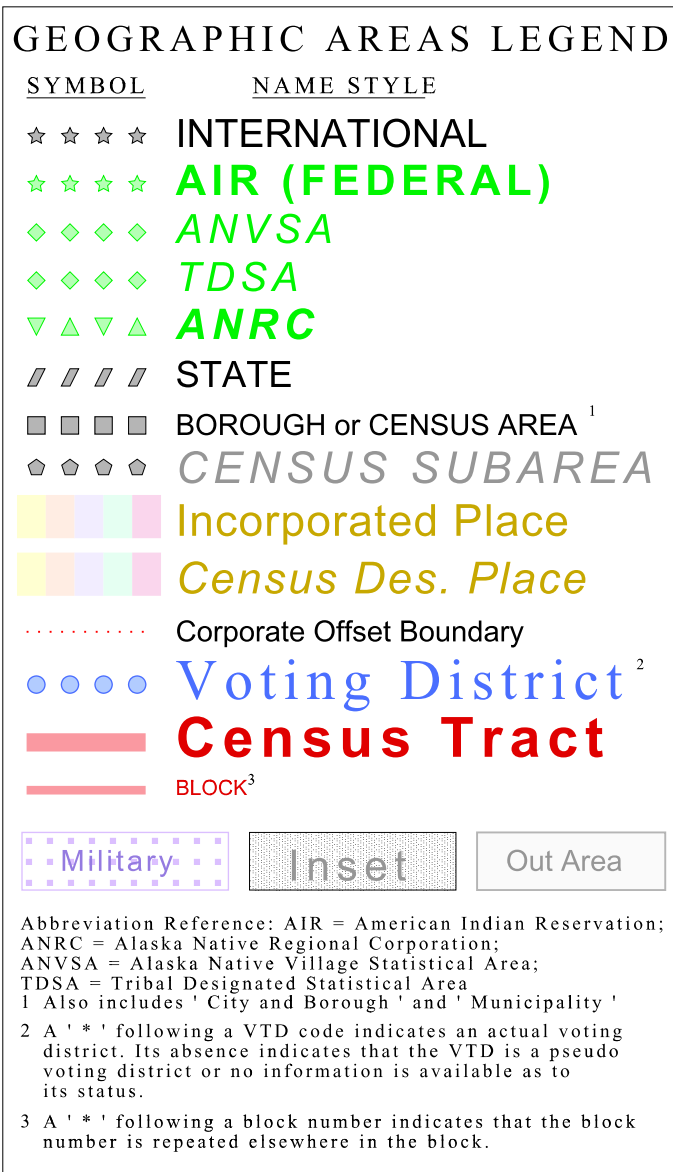 GEOGRAPHIC AREAS LEGEND
SYMBOL NAME STYLE
INTERNATIONAL
AIR (FEDERAL)
ANVSA
TDSA
ANRC
STATE
BOROUGH or CENSUS AREA 1
CENSUS SUBAREA
Incorporated Place
Census Des. Place
Corporate Offset Boundary
Voting District 2
Census Tract
BLOCK3
Military Inset Out Area
Abbreviation Reference: AIR = American Indian Reservation;
ANRC = Alaska Native Regional Corporation;
ANVSA = Alaska Native Village Statistical Area;
TDSA = Tribal Designated Statistical Area
1 Also includes ' City and Borough ' and ' Municipality '
2 A ' * ' following a VTD code indicates an actual voting
district. Its absence indicates that the VTD is a pseudo
voting district or no information is available as to
its status.
3 A ' * ' following a block number indicates that the block
number is repeated elsewhere in the block.